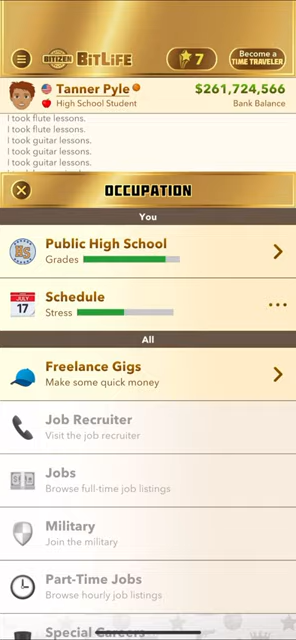 BITIZEN BITLIFE
7
Become a
TIME TRAVELER
Tanner Pyle
$261,724,566
High School Student
Bank Balance
I took flute lessons.
I took guitar lessons.
I took guitar lessons.
I took guitar lessons.
I took guitar lessons.
OCCUPATION
You
HS
Public High School
Grades
JULY
17
Schedule
Stress
All
Freelance Gigs
Make some quick money
Job Recruiter
Visit the job recruiter
Jobs
Browse full-time job listings
Military
Join the military
Part-Time Jobs
Browse hourly job listings
Special Careers